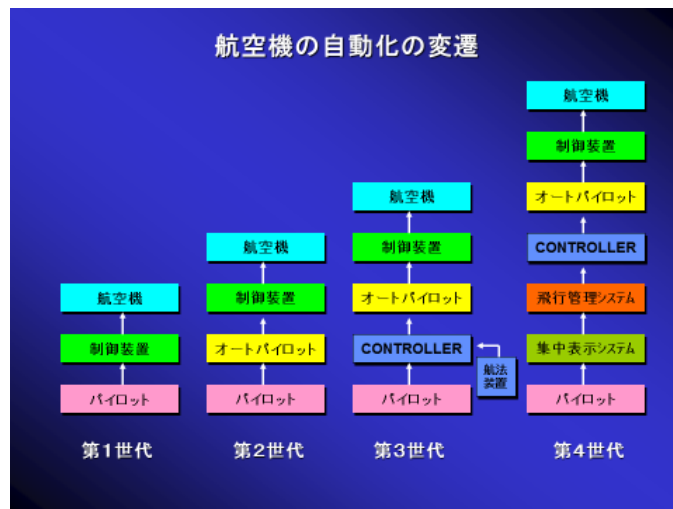 航空機の自動化の変遷
航空機
制御装置
パイロット
第1世代
航空機
制御装置
オートパイロット
パイロット
第2世代
航空機
制御装置
オートパイロット
CONTROLLER
航法
装置
パイロット
第3世代
航空機
制御装置
オートパイロット
CONTROLLER
飛行管理システム
集中表示システム
パイロット
第4世代